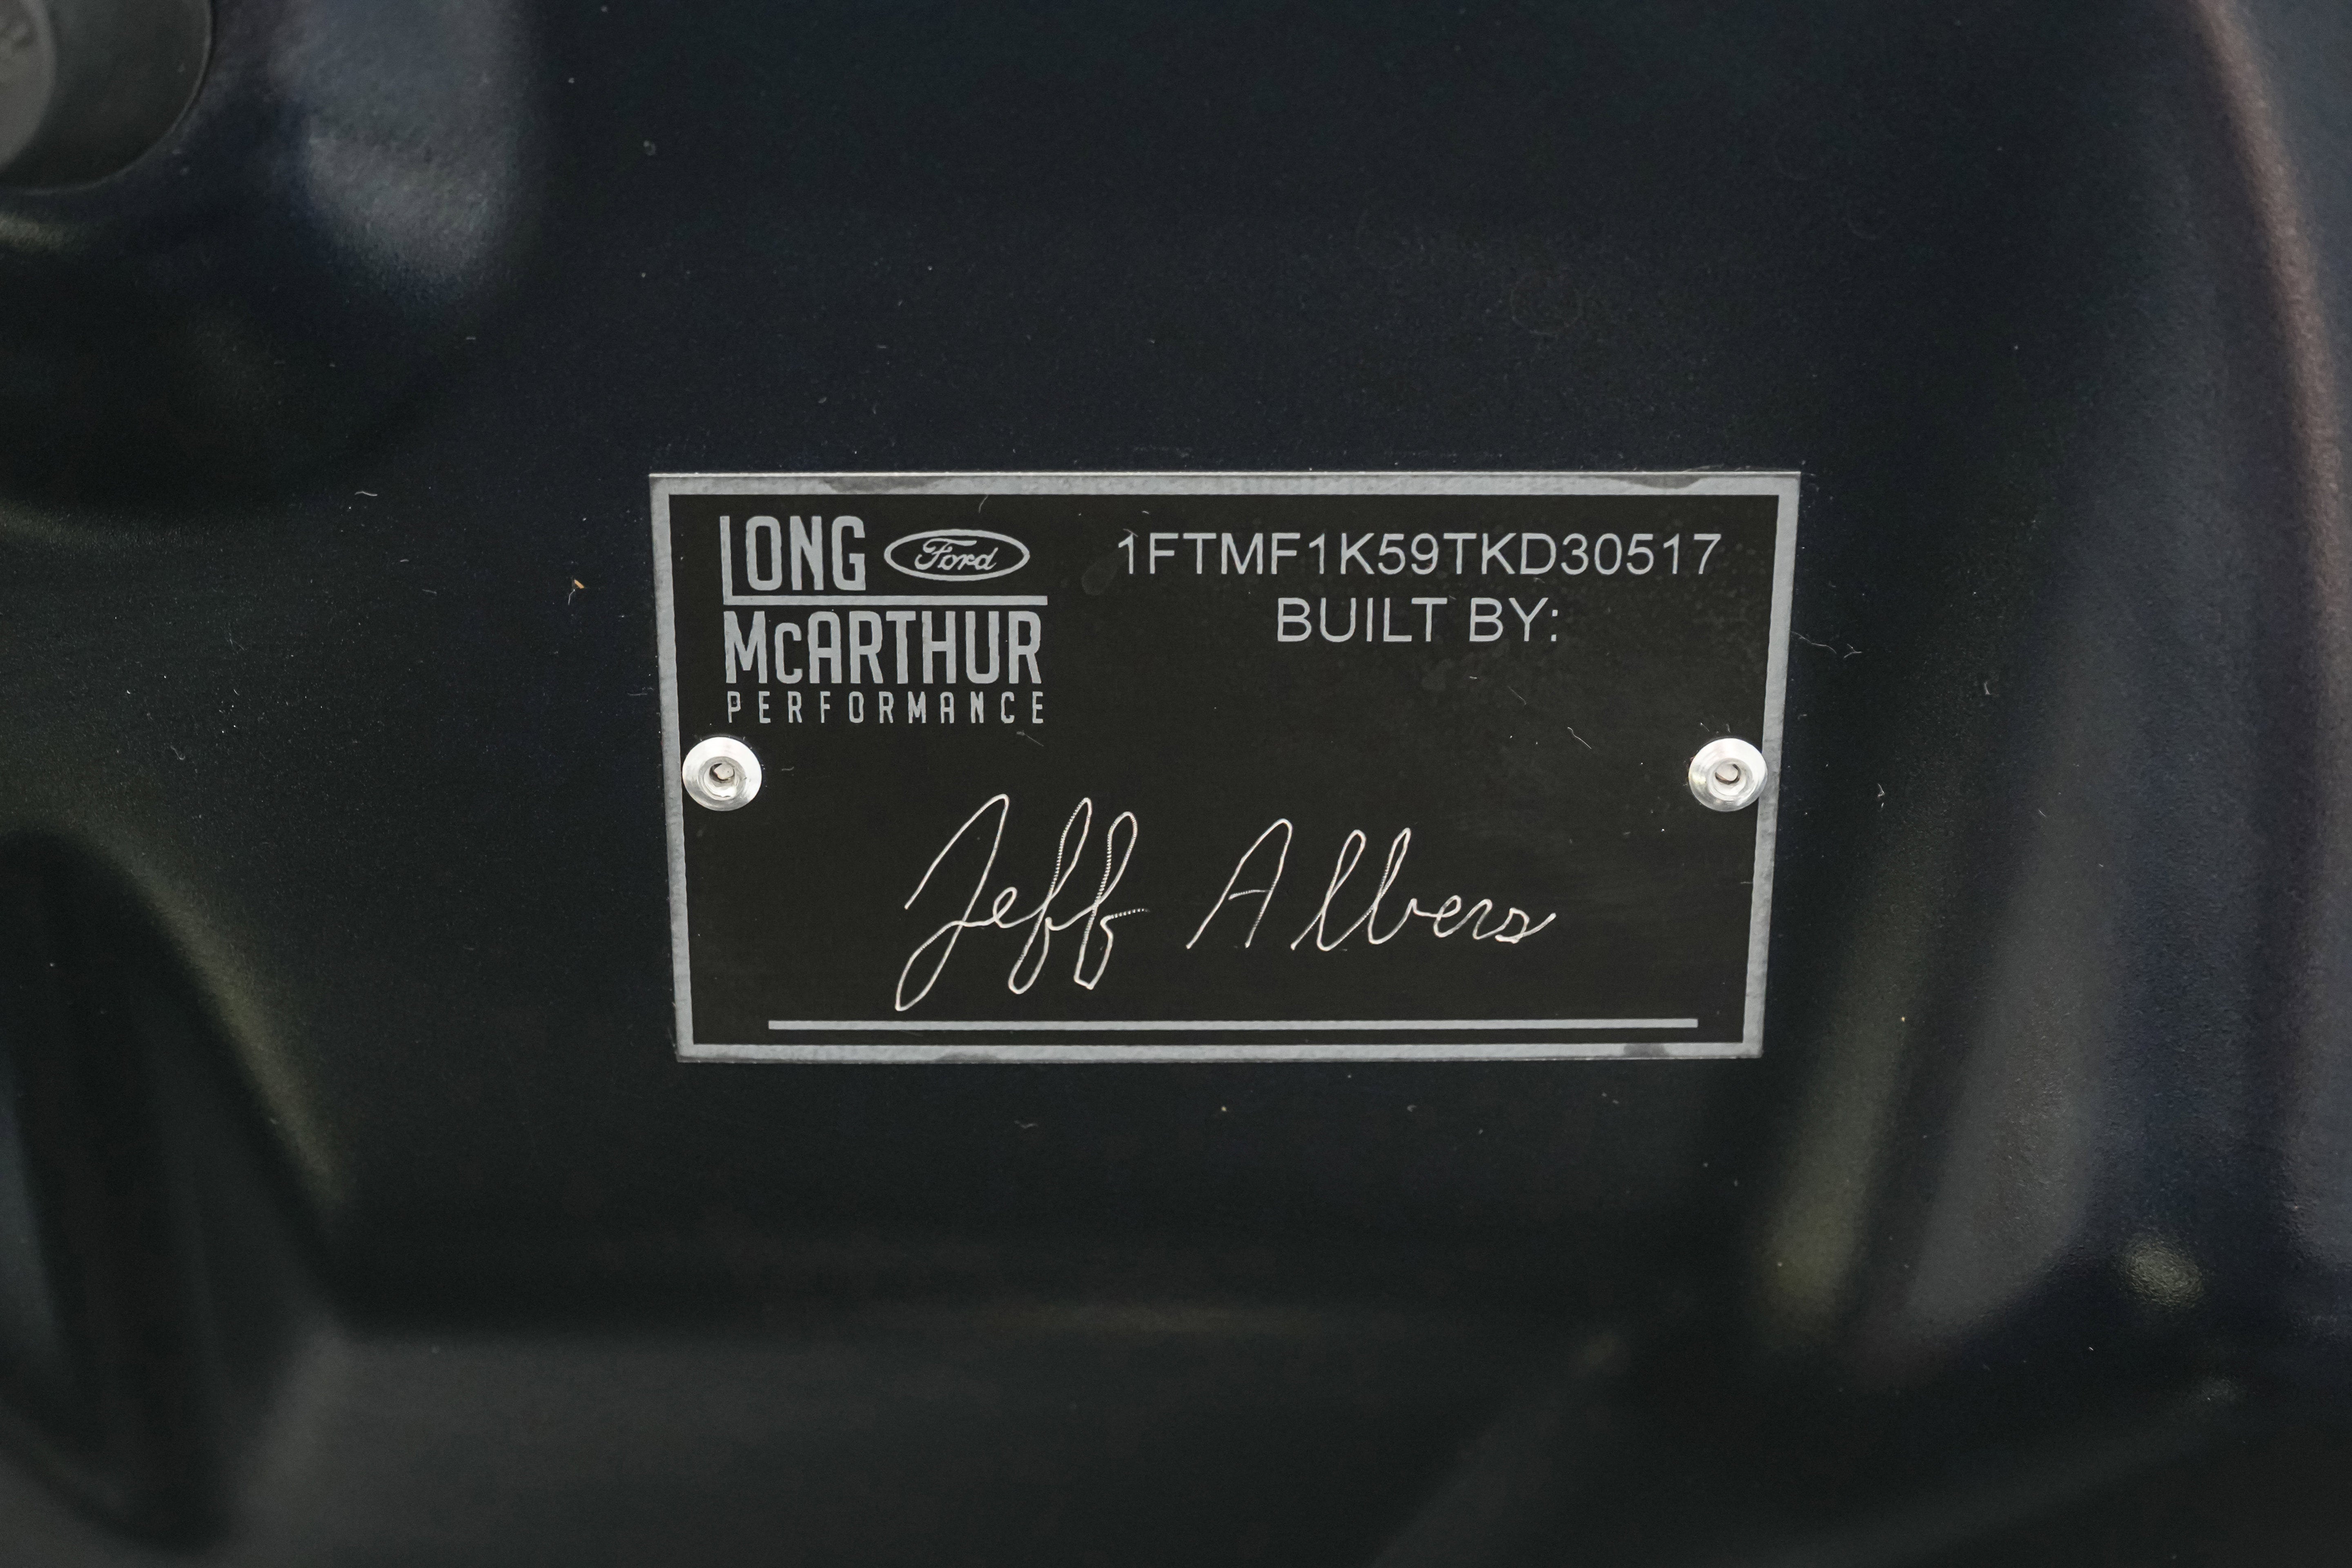 LONG Ford
McARTHUR
PERFORMANCE
1FTMF1K59TKD30517
BUILT BY:
Jeff Albers